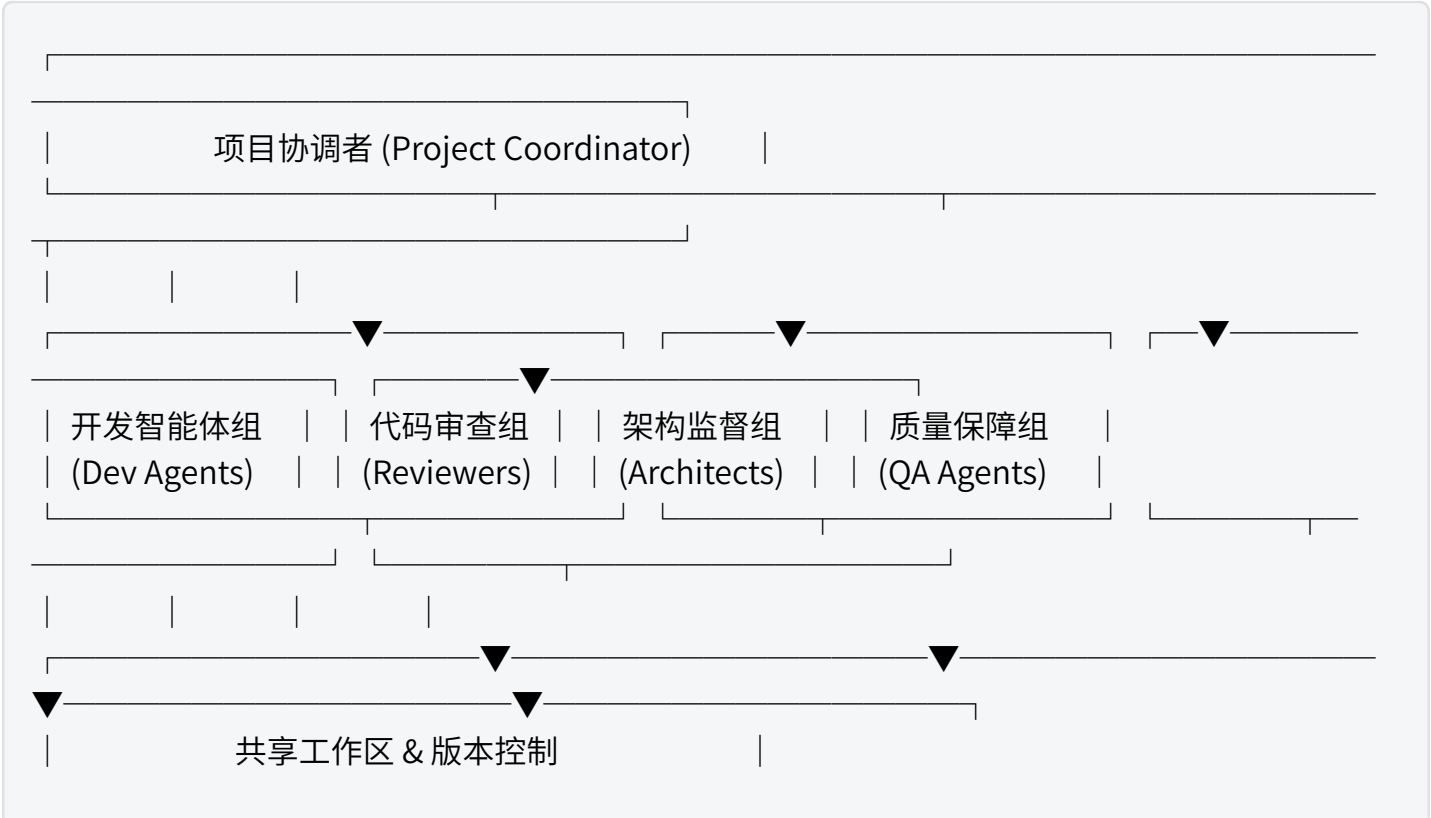 项目协调者 (Project Coordinator)
开发智能体组 │ │ 代码审查组 │ │ 架构监督组 │ │ 质量保障组
(Dev Agents) │ │ (Reviewers) │ │ (Architects) │ │ (QA Agents)
共享工作区 & 版本控制